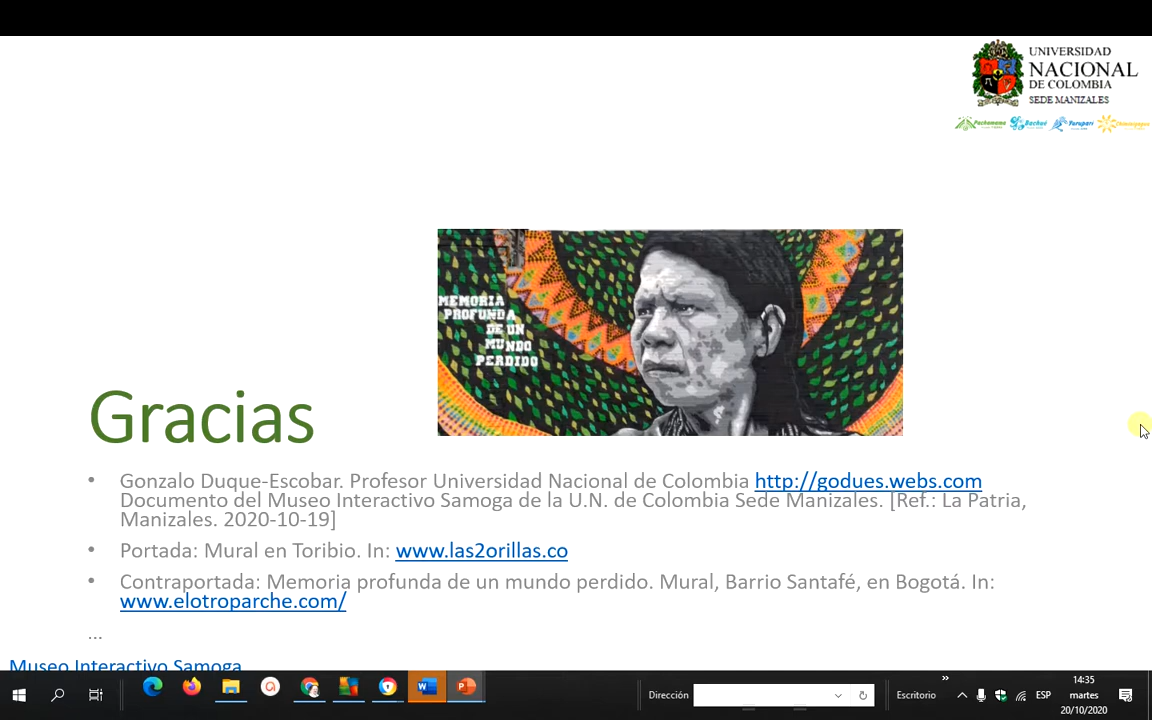 UNIVERSIDAD
NACIONAL
DE COLOMBIA
SEDE MANIZALES
Pachamama
Bachué
Yurupari
MEMORIA
PROFUNDA
DE UN
MUNDO
PERDIDO
Gracias
• Gonzalo Duque-Escobar. Profesor Universidad Nacional de Colombia http://godues.webs.com
Documento del Museo Interactivo Samoga de la U.N. de Colombia Sede Manizales. [Ref.: La Patria,
Manizales. 2020-10-19]
• Portada: Mural en Toribio. In: www.las2orillas.co
• Contraportada: Memoria profunda de un mundo perdido. Mural, Barrio Santafé, en Bogotá. In:
www.elotroparche.com/
...
Museo Interactivo Samoga
Dirección
Escritorio
ESP
14:35
martes
20/10/2020